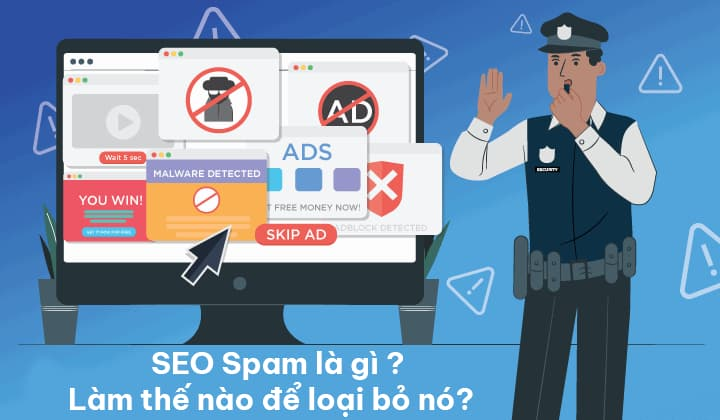 Wait 5 sec
AD
ADS
MALWARE DETECTED
YOU WIN!
T FREE MONEY NOW!
ADBLOCK DETECTED
SKIP AD
SECURITY
SEO Spam là gì ?
Làm thế nào để loại bỏ nó?